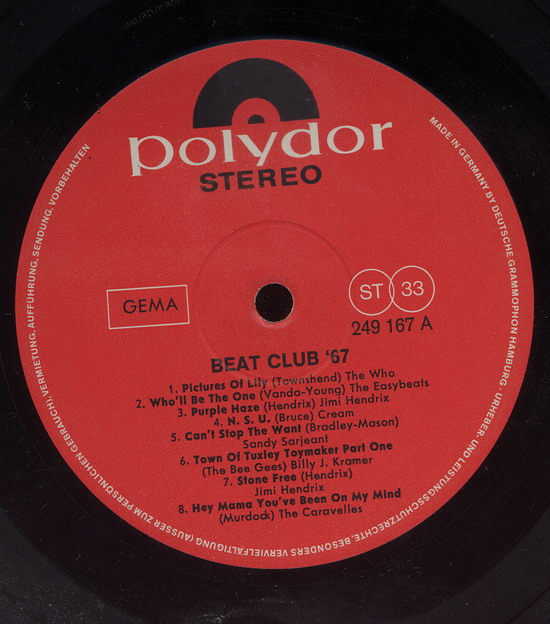 polydor
STEREO
GEMA
ST 33
249 167 A
BEAT CLUB '67
1. Pictures Of Lily (Townshend) The Who
2. Who'll Be The One (Vanda-Young) The Easybeats
3. Purple Haze (Hendrix) Jimi Hendrix
4. N. S. U. (Bruce) Cream
5. Can't Stop The Want (Bradley-Mason)
Sandy Sarjeant
6. Town Of Tuxley Toymaker Part One
(The Bee Gees) Billy J. Kramer
7. Stone Free (Hendrix)
Jimi Hendrix
8. Hey Mama You've Been On My Mind
(Murdock) The Caravelles
MADE IN GERMANY BY DEUTSCHE GRAMMOPHON HAMBURG · URHEBER- UND LEISTUNGSSCHUTZRECHTE, BESONDERS VERVIELFÄLTIGUNG (AUSSER ZUM PERSÖNLICHEN GEBRAUCH), VERMIETUNG, AUFFÜHRUNG, SENDUNG, VORBEHALTEN